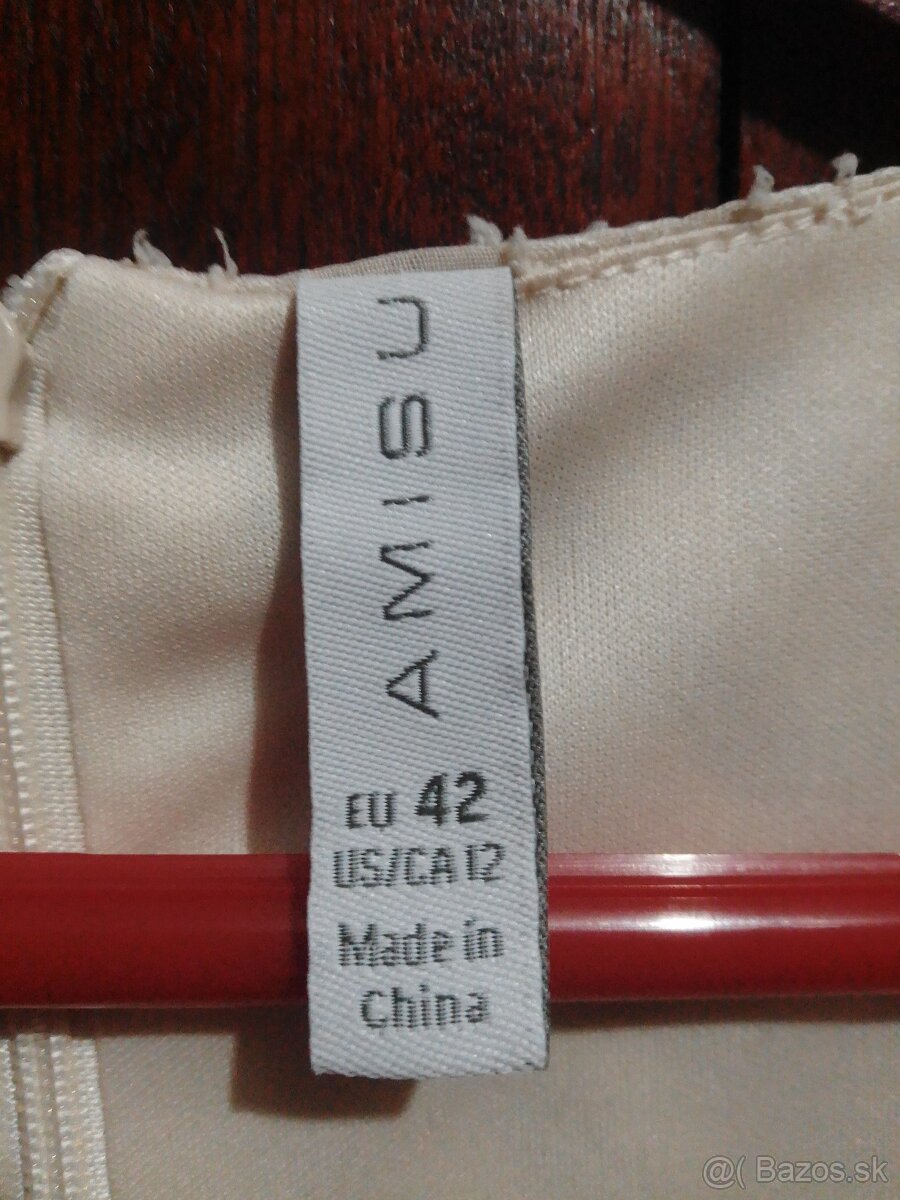 AMISU
EU 42
US/CA 12
Made in
China
@( Bazos.sk